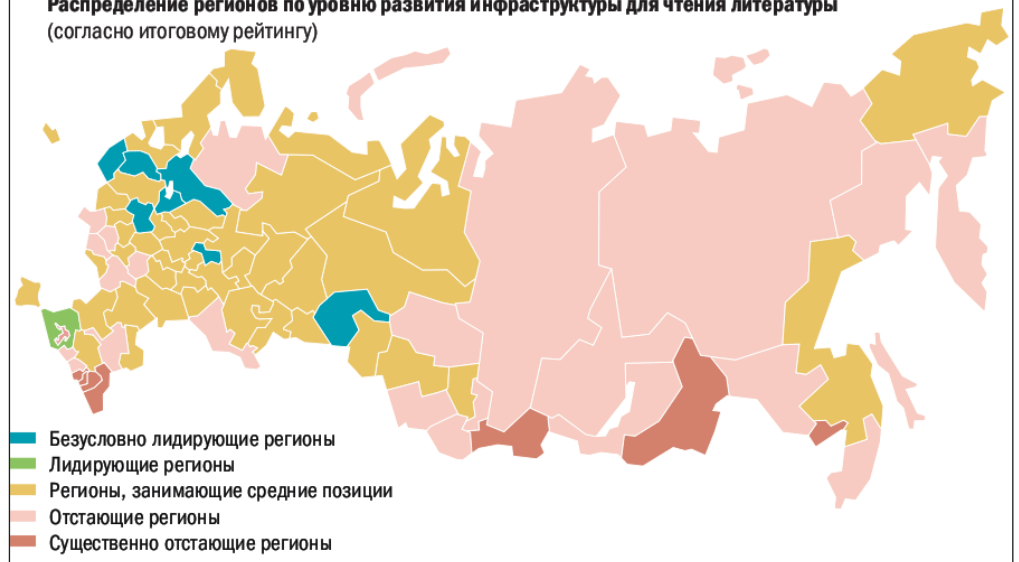 Распределение регионов по уровню развития инфраструктуры для чтения литературы
(согласно итоговому рейтингу)
Безусловно лидирующие регионы
Лидирующие регионы
Регионы, занимающие средние позиции
Отстающие регионы
Существенно отстающие регионы